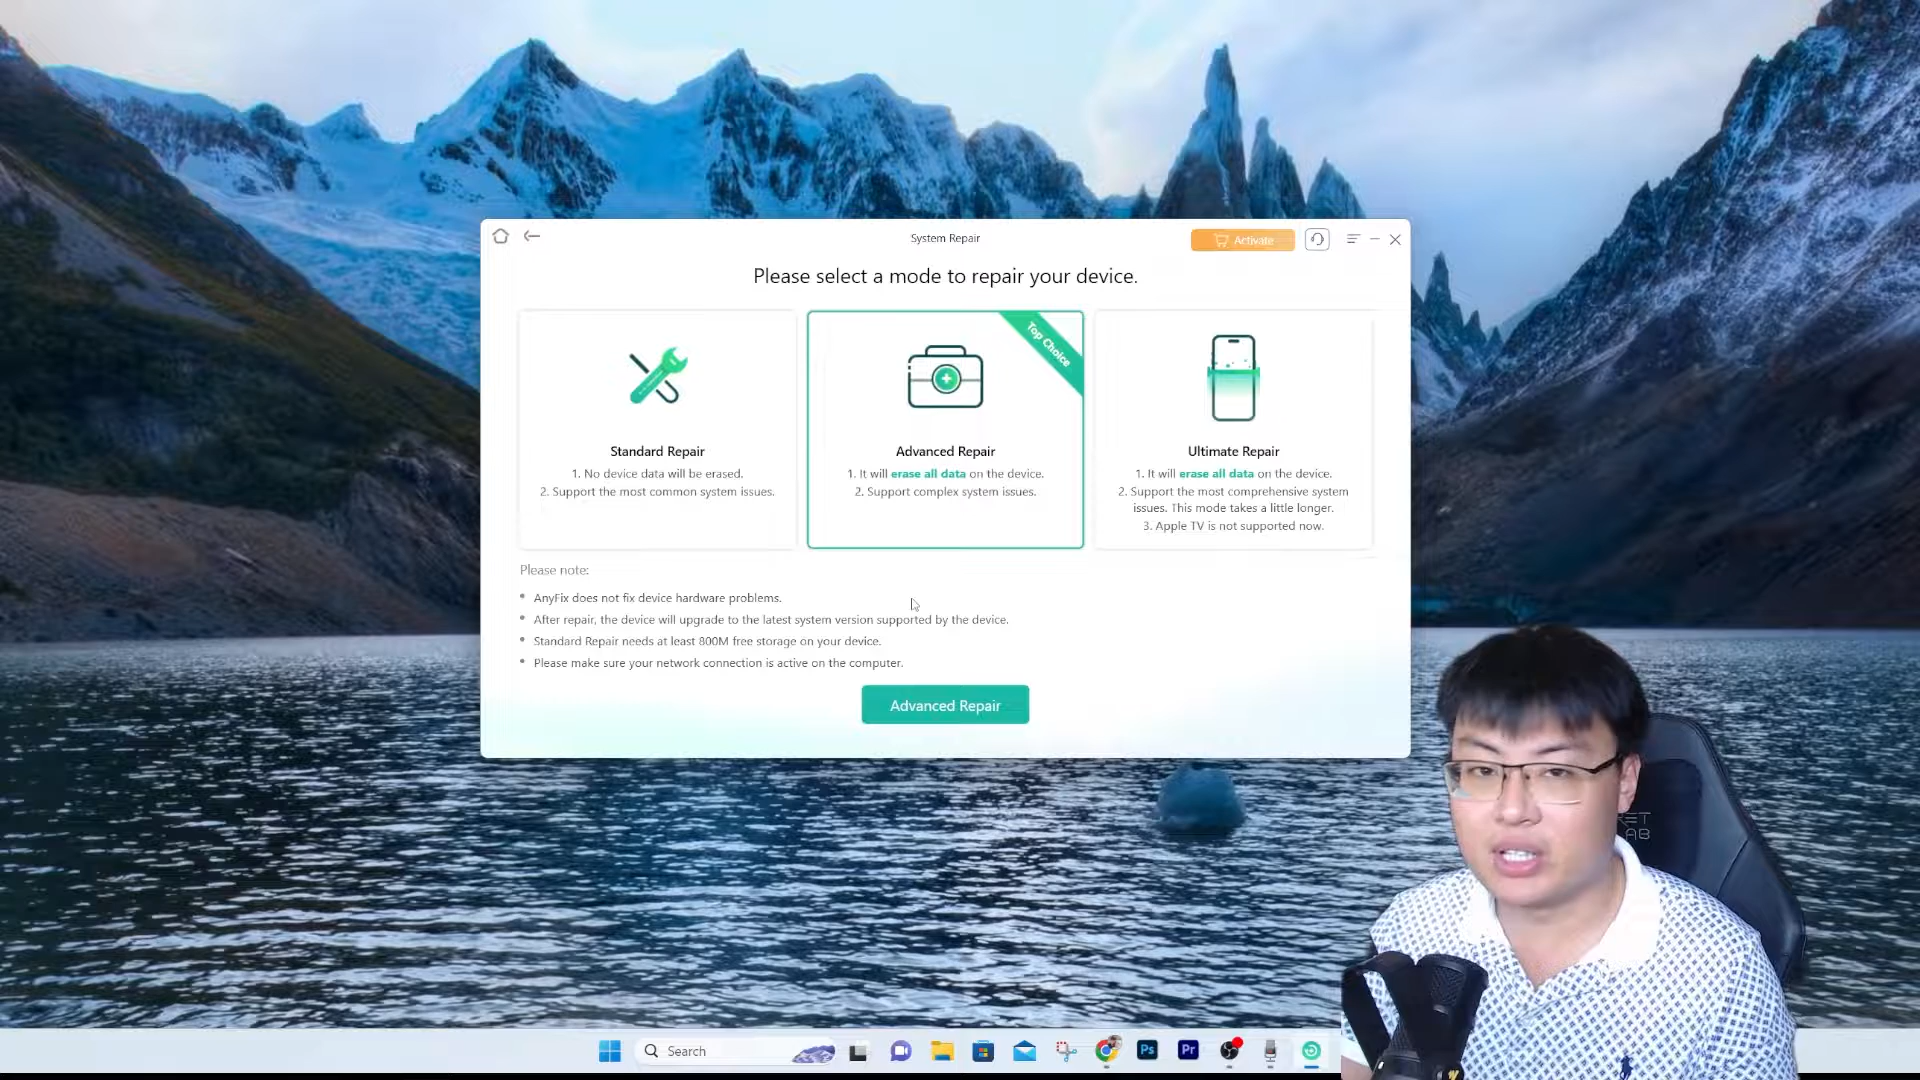 System Repair
Activate
Please select a mode to repair your device.
Top Choice
Standard Repair
1. No device data will be erased.
2. Support the most common system issues.
Advanced Repair
1. It will erase all data on the device.
2. Support complex system issues.
Ultimate Repair
1. It will erase all data on the device.
2. Support the most comprehensive system
issues. This mode takes a little longer.
3. Apple TV is not supported now.
Please note:
AnyFix does not fix device hardware problems.
After repair, the device will upgrade to the latest system version supported by the device.
Standard Repair needs at least 800M free storage on your device.
Please make sure your network connection is active on the computer.
Advanced Repair
Search
Ps
Pr